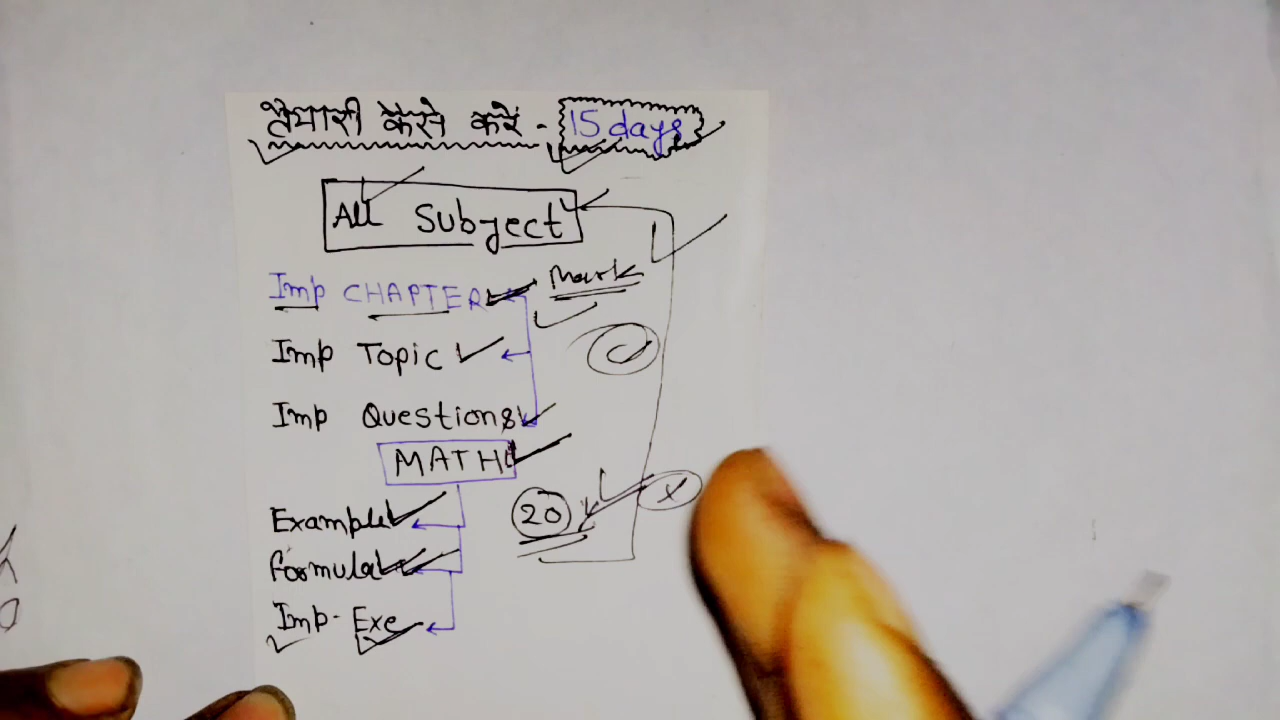 तैयारी कैसे करें - 15 days
All Subject
Imp CHAPTER Mark
Imp Topic
Imp Questions
MATH
Example 20
formula
Imp- Exe